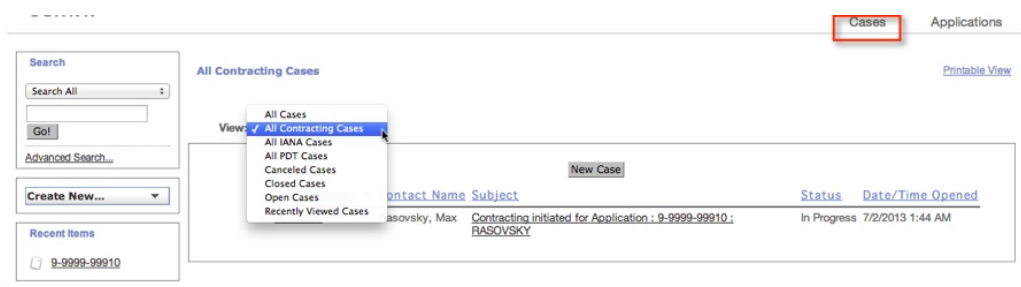 Cases Applications
Search
Search All
Go!
Advanced Search...
Create New...
Recent Items
9-9999-99910
All Contracting Cases
Printable View
View:
All Cases
✓ All Contracting Cases
All IANA Cases
All PDT Cases
Canceled Cases
Closed Cases
Open Cases
Recently Viewed Cases
New Case
ontact Name Subject Status Date/Time Opened
asovsky, Max Contracting initiated for Application : 9-9999-99910 : In Progress 7/2/2013 1:44 AM
RASOVSKY